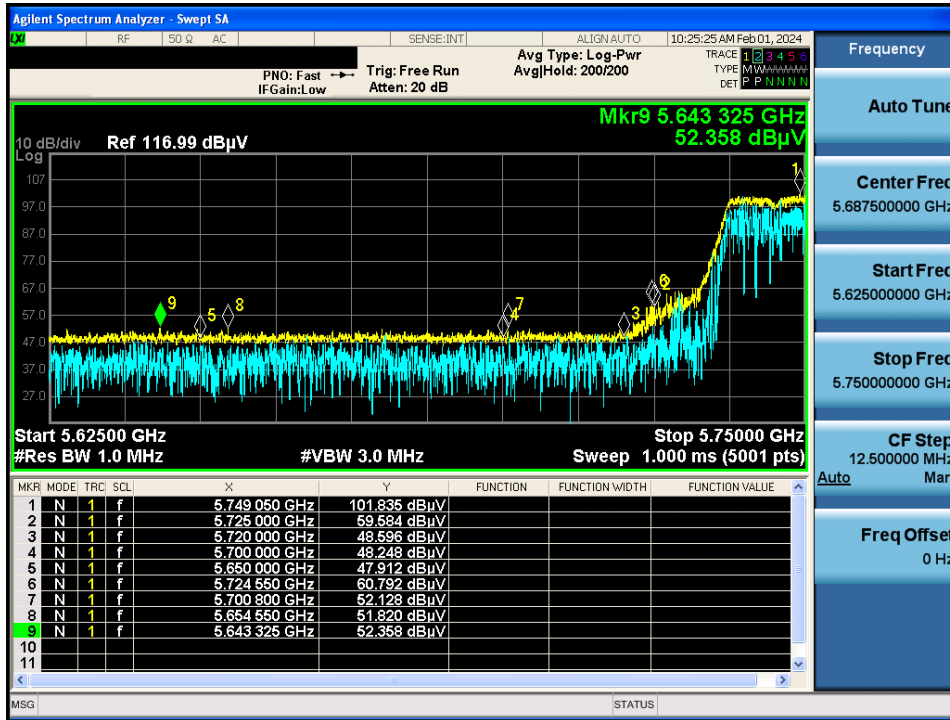 Agilent Spectrum Analyzer - Swept SA
LXI RF 50 Ω AC SENSE:INT ALIGN AUTO 10:25:25 AM Feb 01, 2024
PNO: Fast
IFGain:Low
Trig: Free Run
Atten: 20 dB
Avg Type: Log-Pwr
Avg|Hold: 200/200
TRACE 1 2 3 4 5 6
TYPE M W W W W W
DET P P N N N N
Mkr9 5.643 325 GHz
52.358 dBµV
10 dB/div Ref 116.99 dBµV
Log
107
97.0
87.0
77.0
67.0
57.0
47.0
37.0
27.0
1
9
5
8
7
4
3
6
Start 5.62500 GHz Stop 5.75000 GHz
#Res BW 1.0 MHz #VBW 3.0 MHz Sweep 1.000 ms (5001 pts)
MKR MODE TRC SCL X Y FUNCTION FUNCTION WIDTH FUNCTION VALUE
1 N 1 f 5.749 050 GHz 101.835 dBµV
2 N 1 f 5.725 000 GHz 59.584 dBµV
3 N 1 f 5.720 000 GHz 48.596 dBµV
4 N 1 f 5.700 000 GHz 48.248 dBµV
5 N 1 f 5.650 000 GHz 47.912 dBµV
6 N 1 f 5.724 550 GHz 60.792 dBµV
7 N 1 f 5.700 800 GHz 52.128 dBµV
8 N 1 f 5.654 550 GHz 51.820 dBµV
9 N 1 f 5.643 325 GHz 52.358 dBµV
10
11
MSG STATUS
Frequency
Auto Tune
Center Freq
5.687500000 GHz
Start Freq
5.625000000 GHz
Stop Freq
5.750000000 GHz
CF Step
12.500000 MHz
Auto Man
Freq Offset
0 Hz